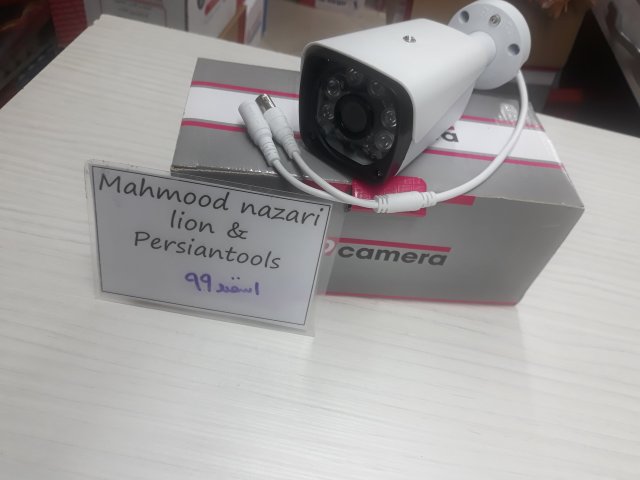 Mahmood nazari
lion &
Persiantools
اسفند ۹۹
camera